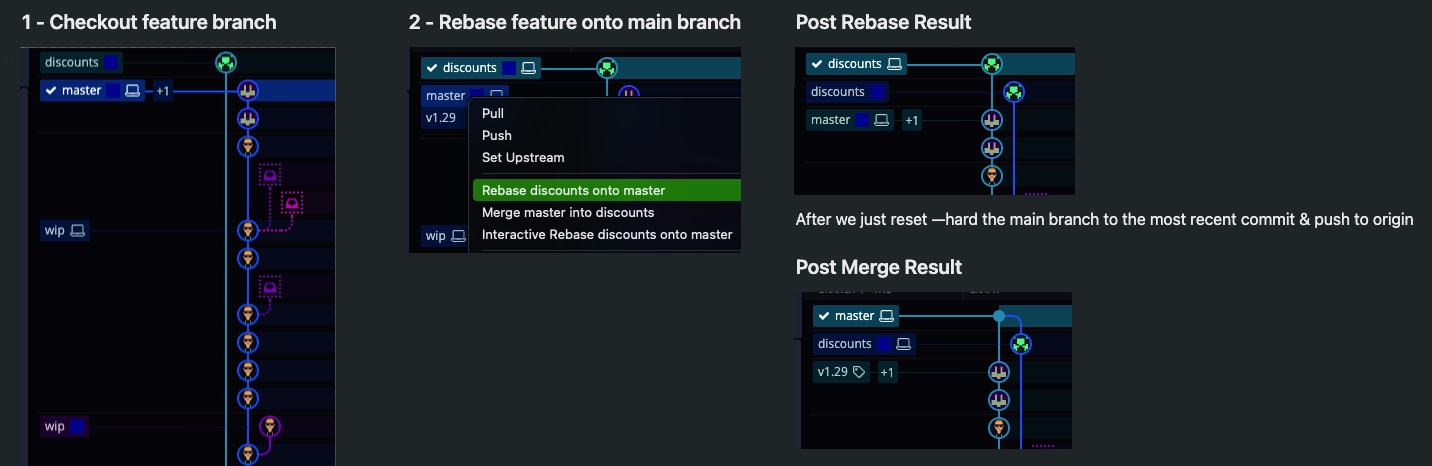 1 - Checkout feature branch
discounts
master +1
wip
wip
2 - Rebase feature onto main branch
discounts
master
v1.29
Pull
Push
Set Upstream
Rebase discounts onto master
Merge master into discounts
Interactive Rebase discounts onto master
wip
Post Rebase Result
discounts
discounts
master +1
After we just reset —hard the main branch to the most recent commit & push to origin
Post Merge Result
master
discounts
v1.29 +1